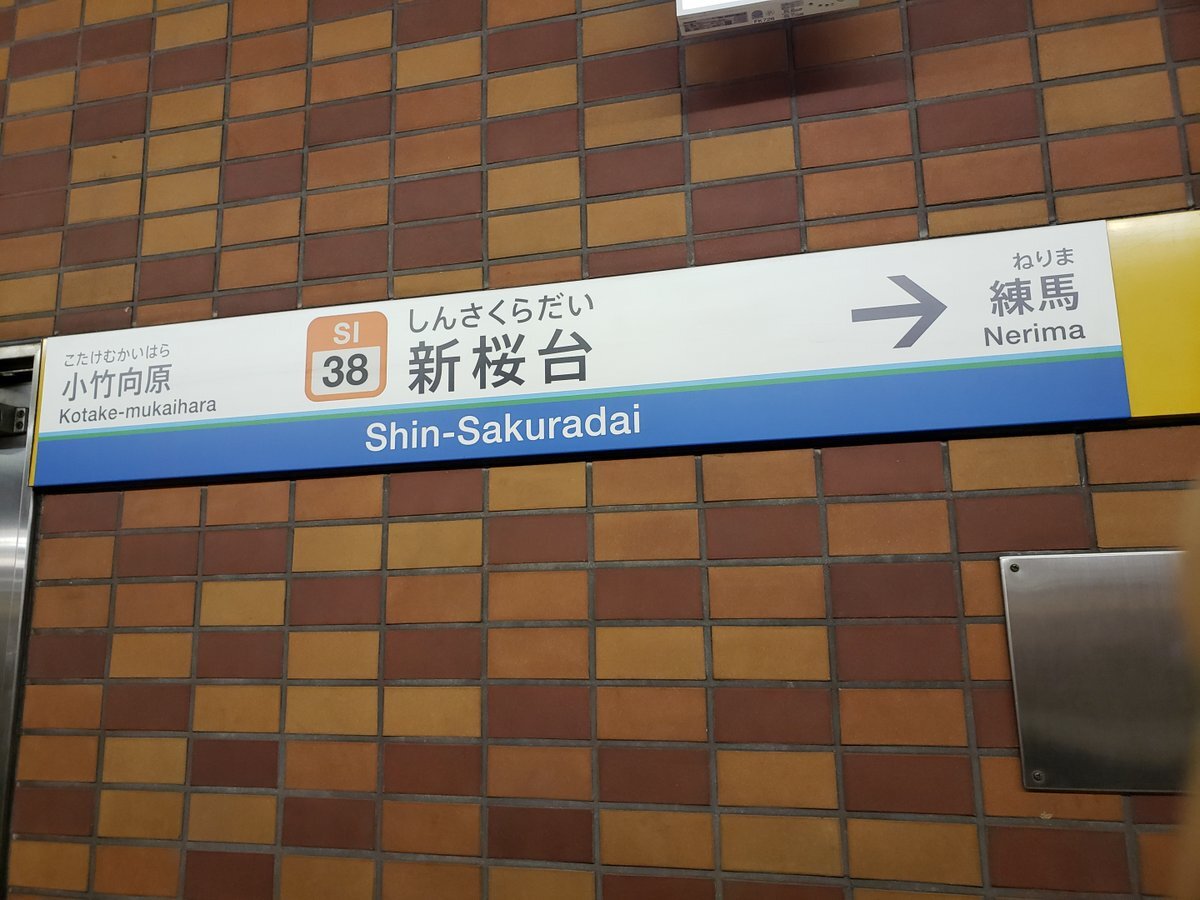 こたけむかいはら
小竹向原
Kotake-mukaihara
SI
38
しんさくらだい
新桜台
Shin-Sakuradai
→
ねりま
練馬
Nerima